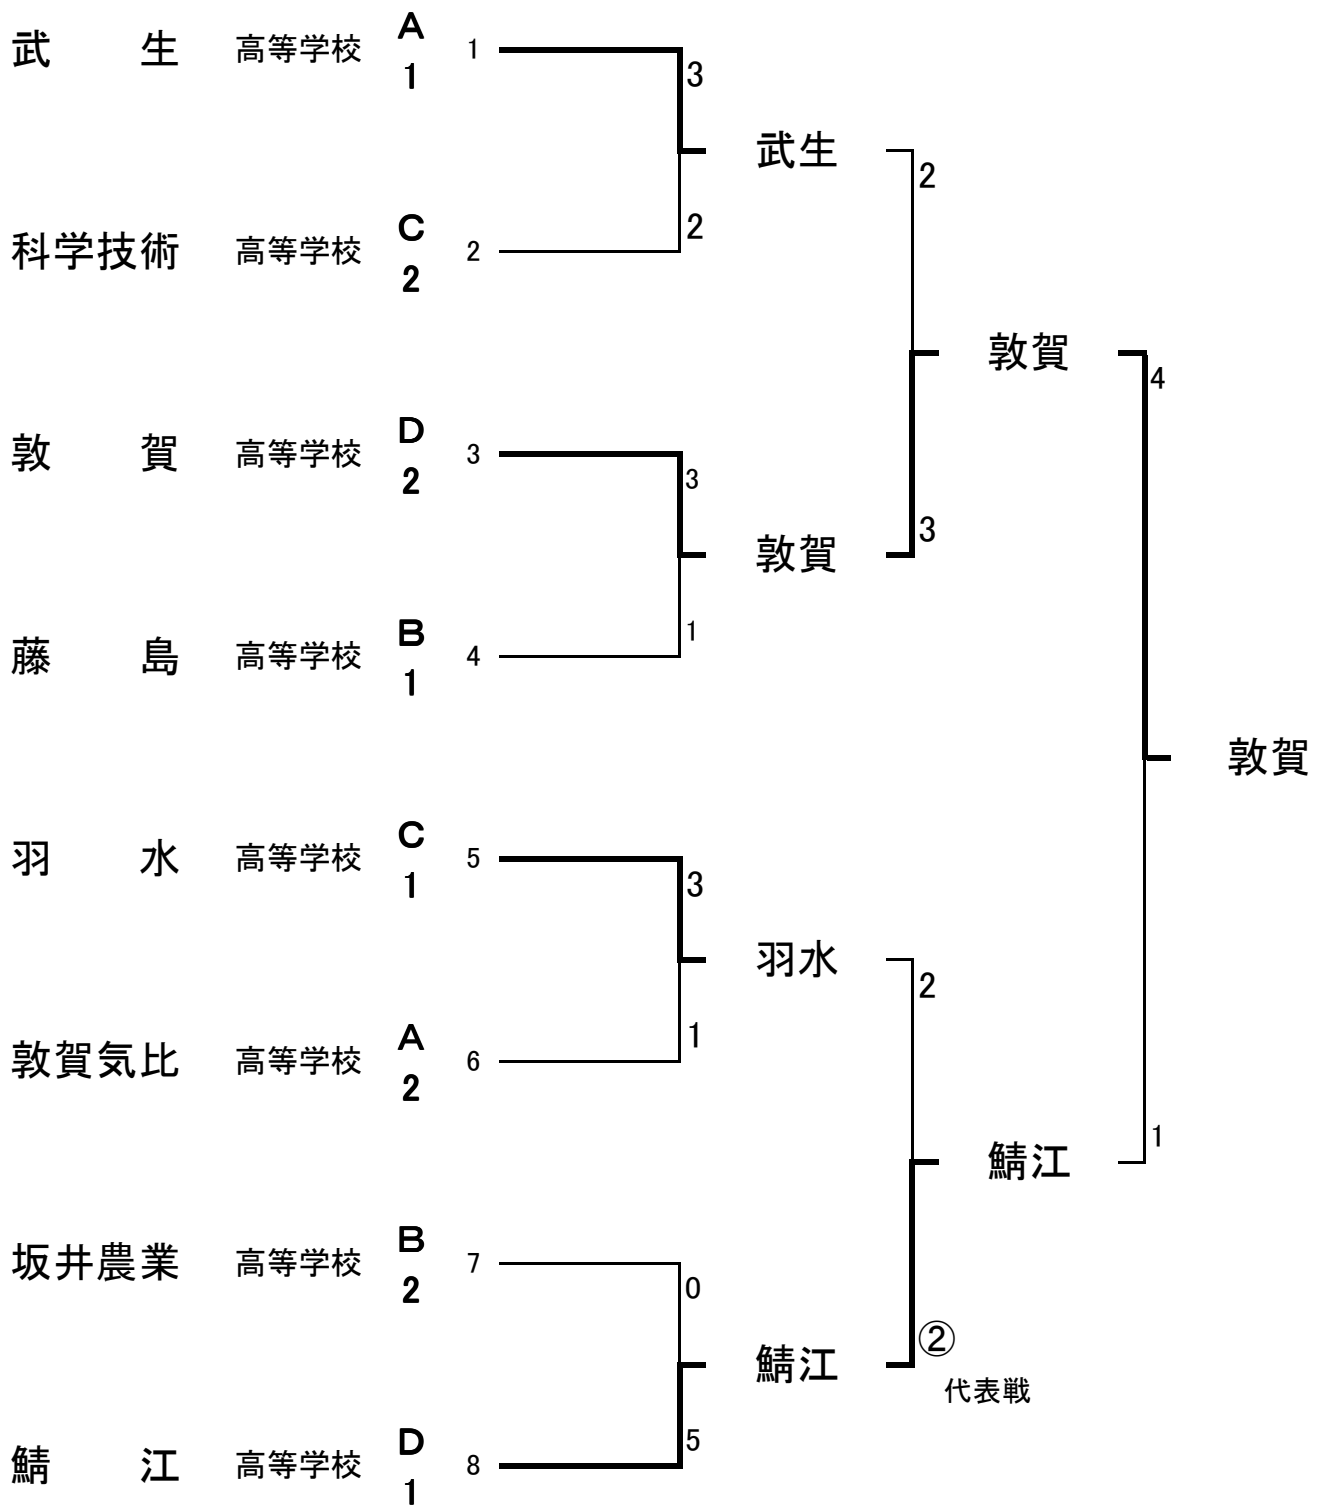 武　生 高等学校 A 1 1
3
武生
2
2
科学技術 高等学校 C 2 2
敦賀
4
敦　賀 高等学校 D 2 3
3
敦賀
3
1
藤　島 高等学校 B 1 4
敦賀
羽　水 高等学校 C 1 5
3
羽水
2
1
敦賀気比 高等学校 A 2 6
鯖江
1
坂井農業 高等学校 B 2 7
0
鯖江
②
代表戦
5
鯖　江 高等学校 D 1 8